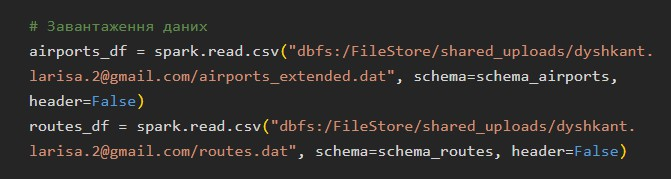 # Завантаження даних
airports_df = spark.read.csv("dbfs:/FileStore/shared_uploads/dyshkant.
larisa.2@gmail.com/airports_extended.dat", schema=schema_airports,
header=False)
routes_df = spark.read.csv("dbfs:/FileStore/shared_uploads/dyshkant.
larisa.2@gmail.com/routes.dat", schema=schema_routes, header=False)